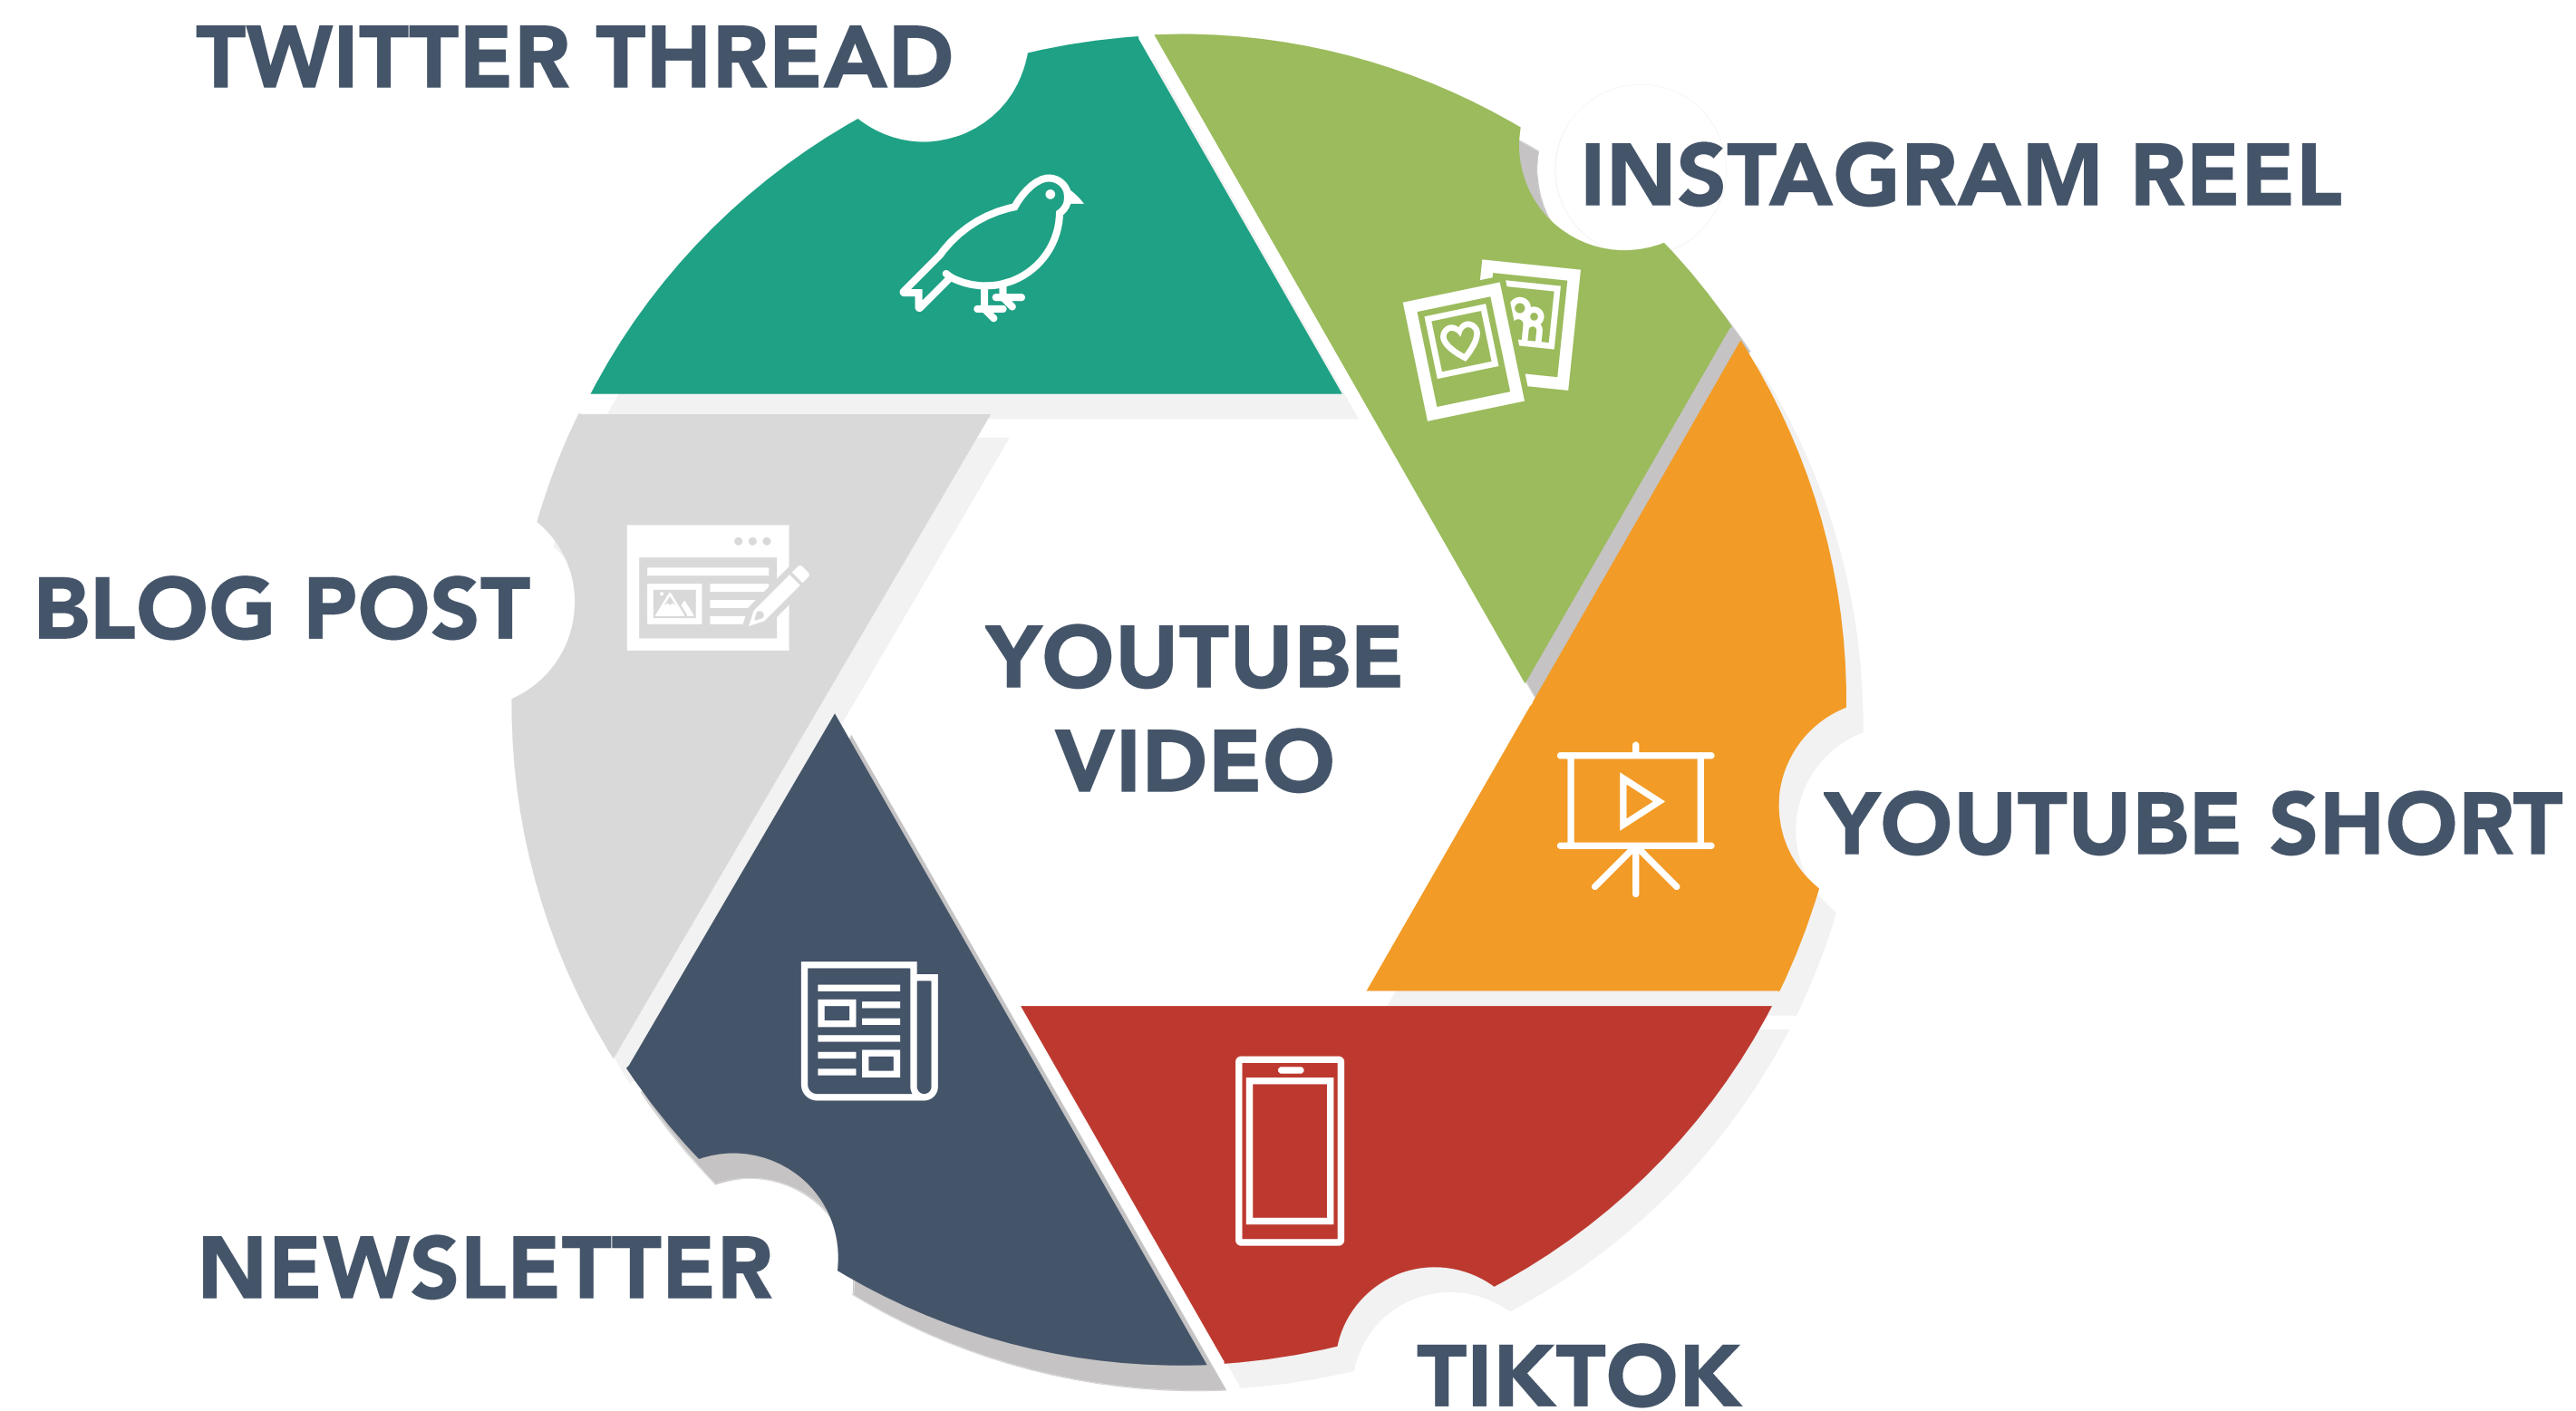 TWITTER THREAD
INSTAGRAM REEL
BLOG POST
YOUTUBE
VIDEO
YOUTUBE SHORT
NEWSLETTER
TIKTOK